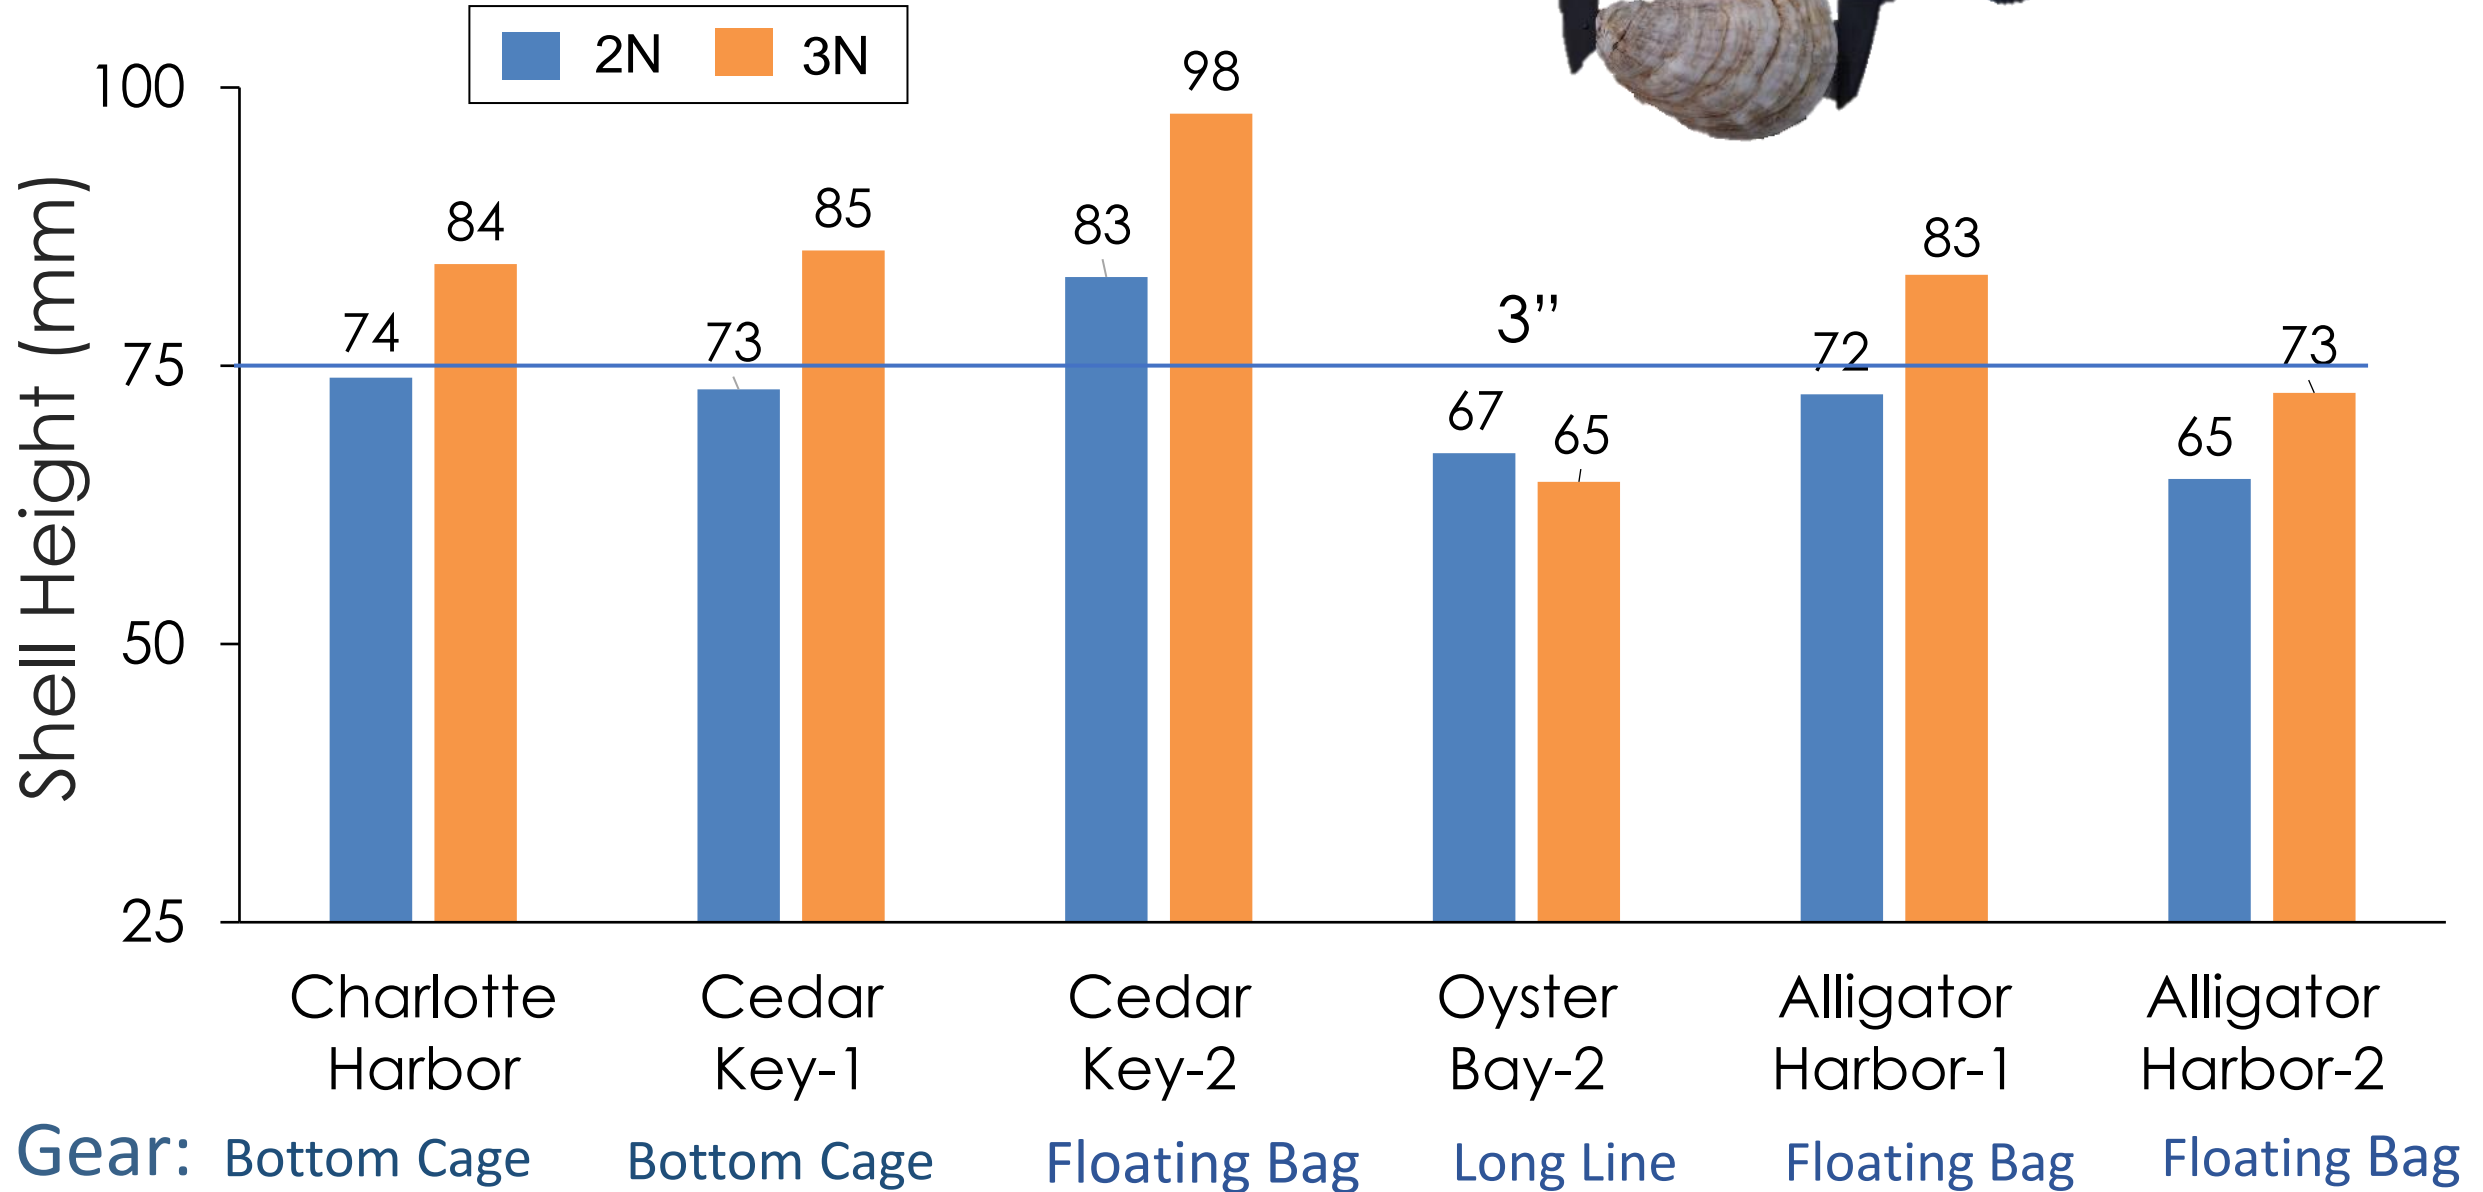 2N 3N
100
75
50
25
Shell Height (mm)
74
84
73
85
83
98
3”
67
65
72
83
65
73
Charlotte
Harbor
Cedar
Key-1
Cedar
Key-2
Oyster
Bay-2
Alligator
Harbor-1
Alligator
Harbor-2
Gear: Bottom Cage Bottom Cage Floating Bag Long Line Floating Bag Floating Bag